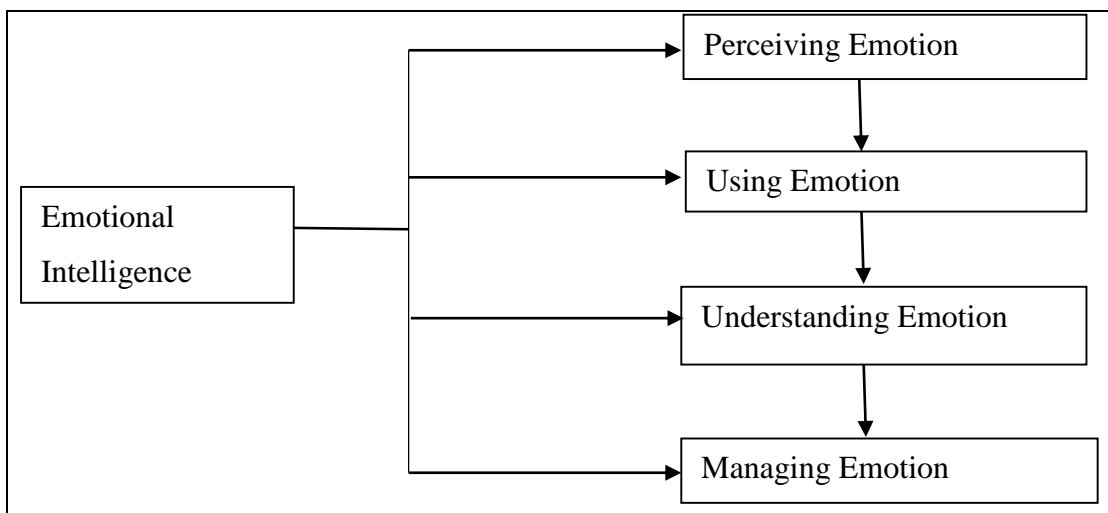 Perceiving Emotion
Using Emotion
Emotional
Intelligence
Understanding Emotion
Managing Emotion